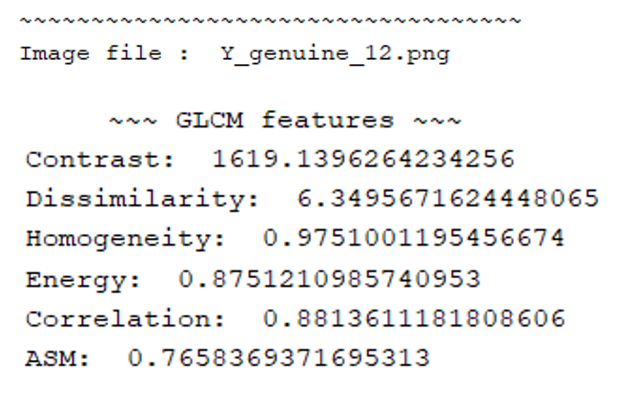 ~~~~~~~~~~~~~~~~~~~~~~~~~~~~~~~~~~~
Image file :  Y_genuine_12.png
~~~ GLCM features ~~~
Contrast:  1619.1396264234256
Dissimilarity:  6.3495671624448065
Homogeneity:  0.9751001195456674
Energy:  0.8751210985740953
Correlation:  0.8813611181808606
ASM:  0.7658369371695313